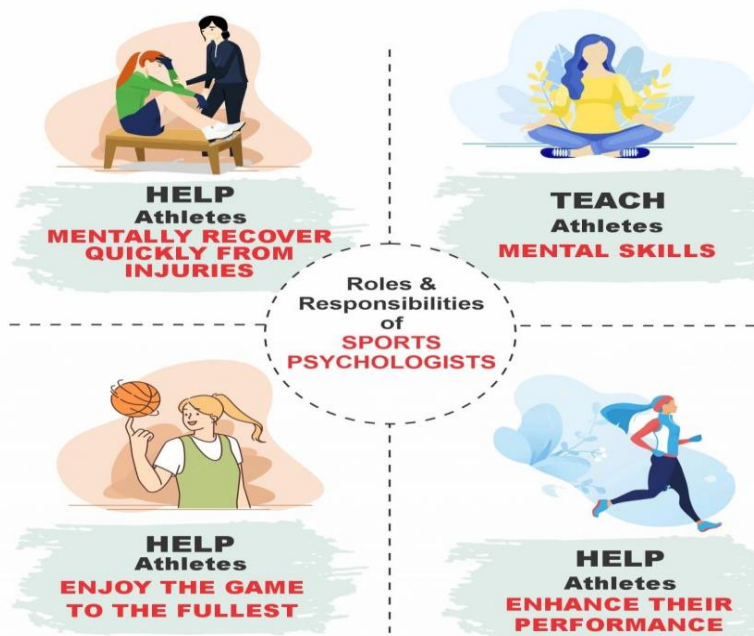 HELP
Athletes
MENTALLY RECOVER
QUICKLY FROM
INJURIES
TEACH
Athletes
MENTAL SKILLS
Roles &
Responsibilities
of
SPORTS
PSYCHOLOGISTS
HELP
Athletes
ENJOY THE GAME
TO THE FULLEST
HELP
Athletes
ENHANCE THEIR
PERFORMANCE